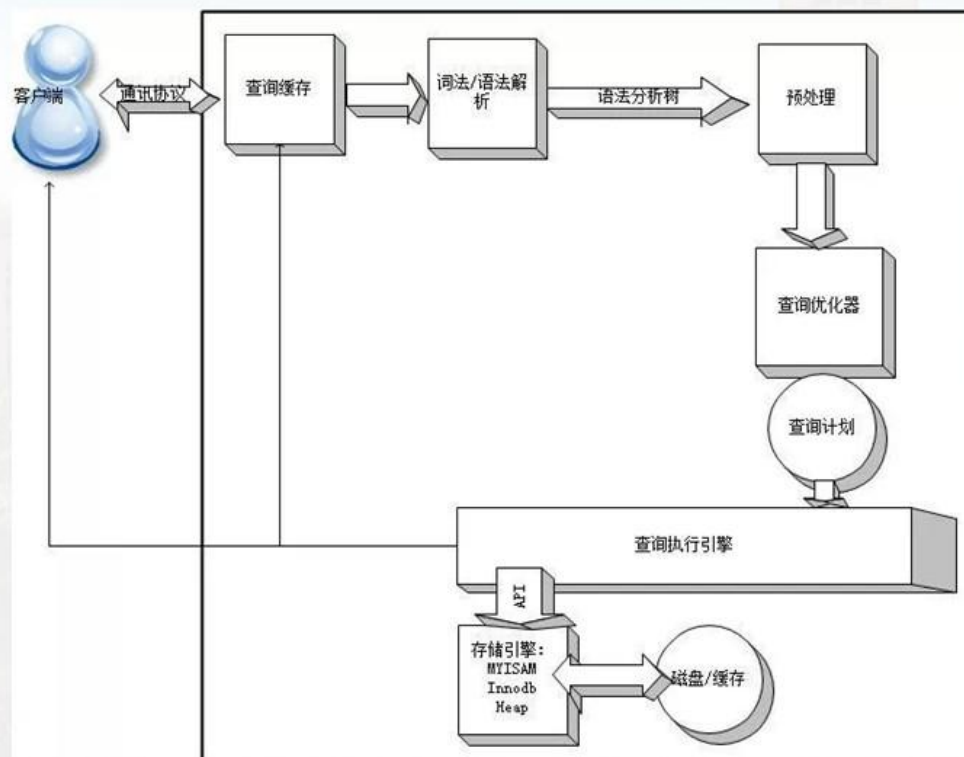 客户端
通讯协议
查询缓存
词法/语法解
析
语法分析树
预处理
查询优化器
查询计划
查询执行引擎
API
存储引擎:
MYISAM
Innodb
Heap
磁盘/缓存